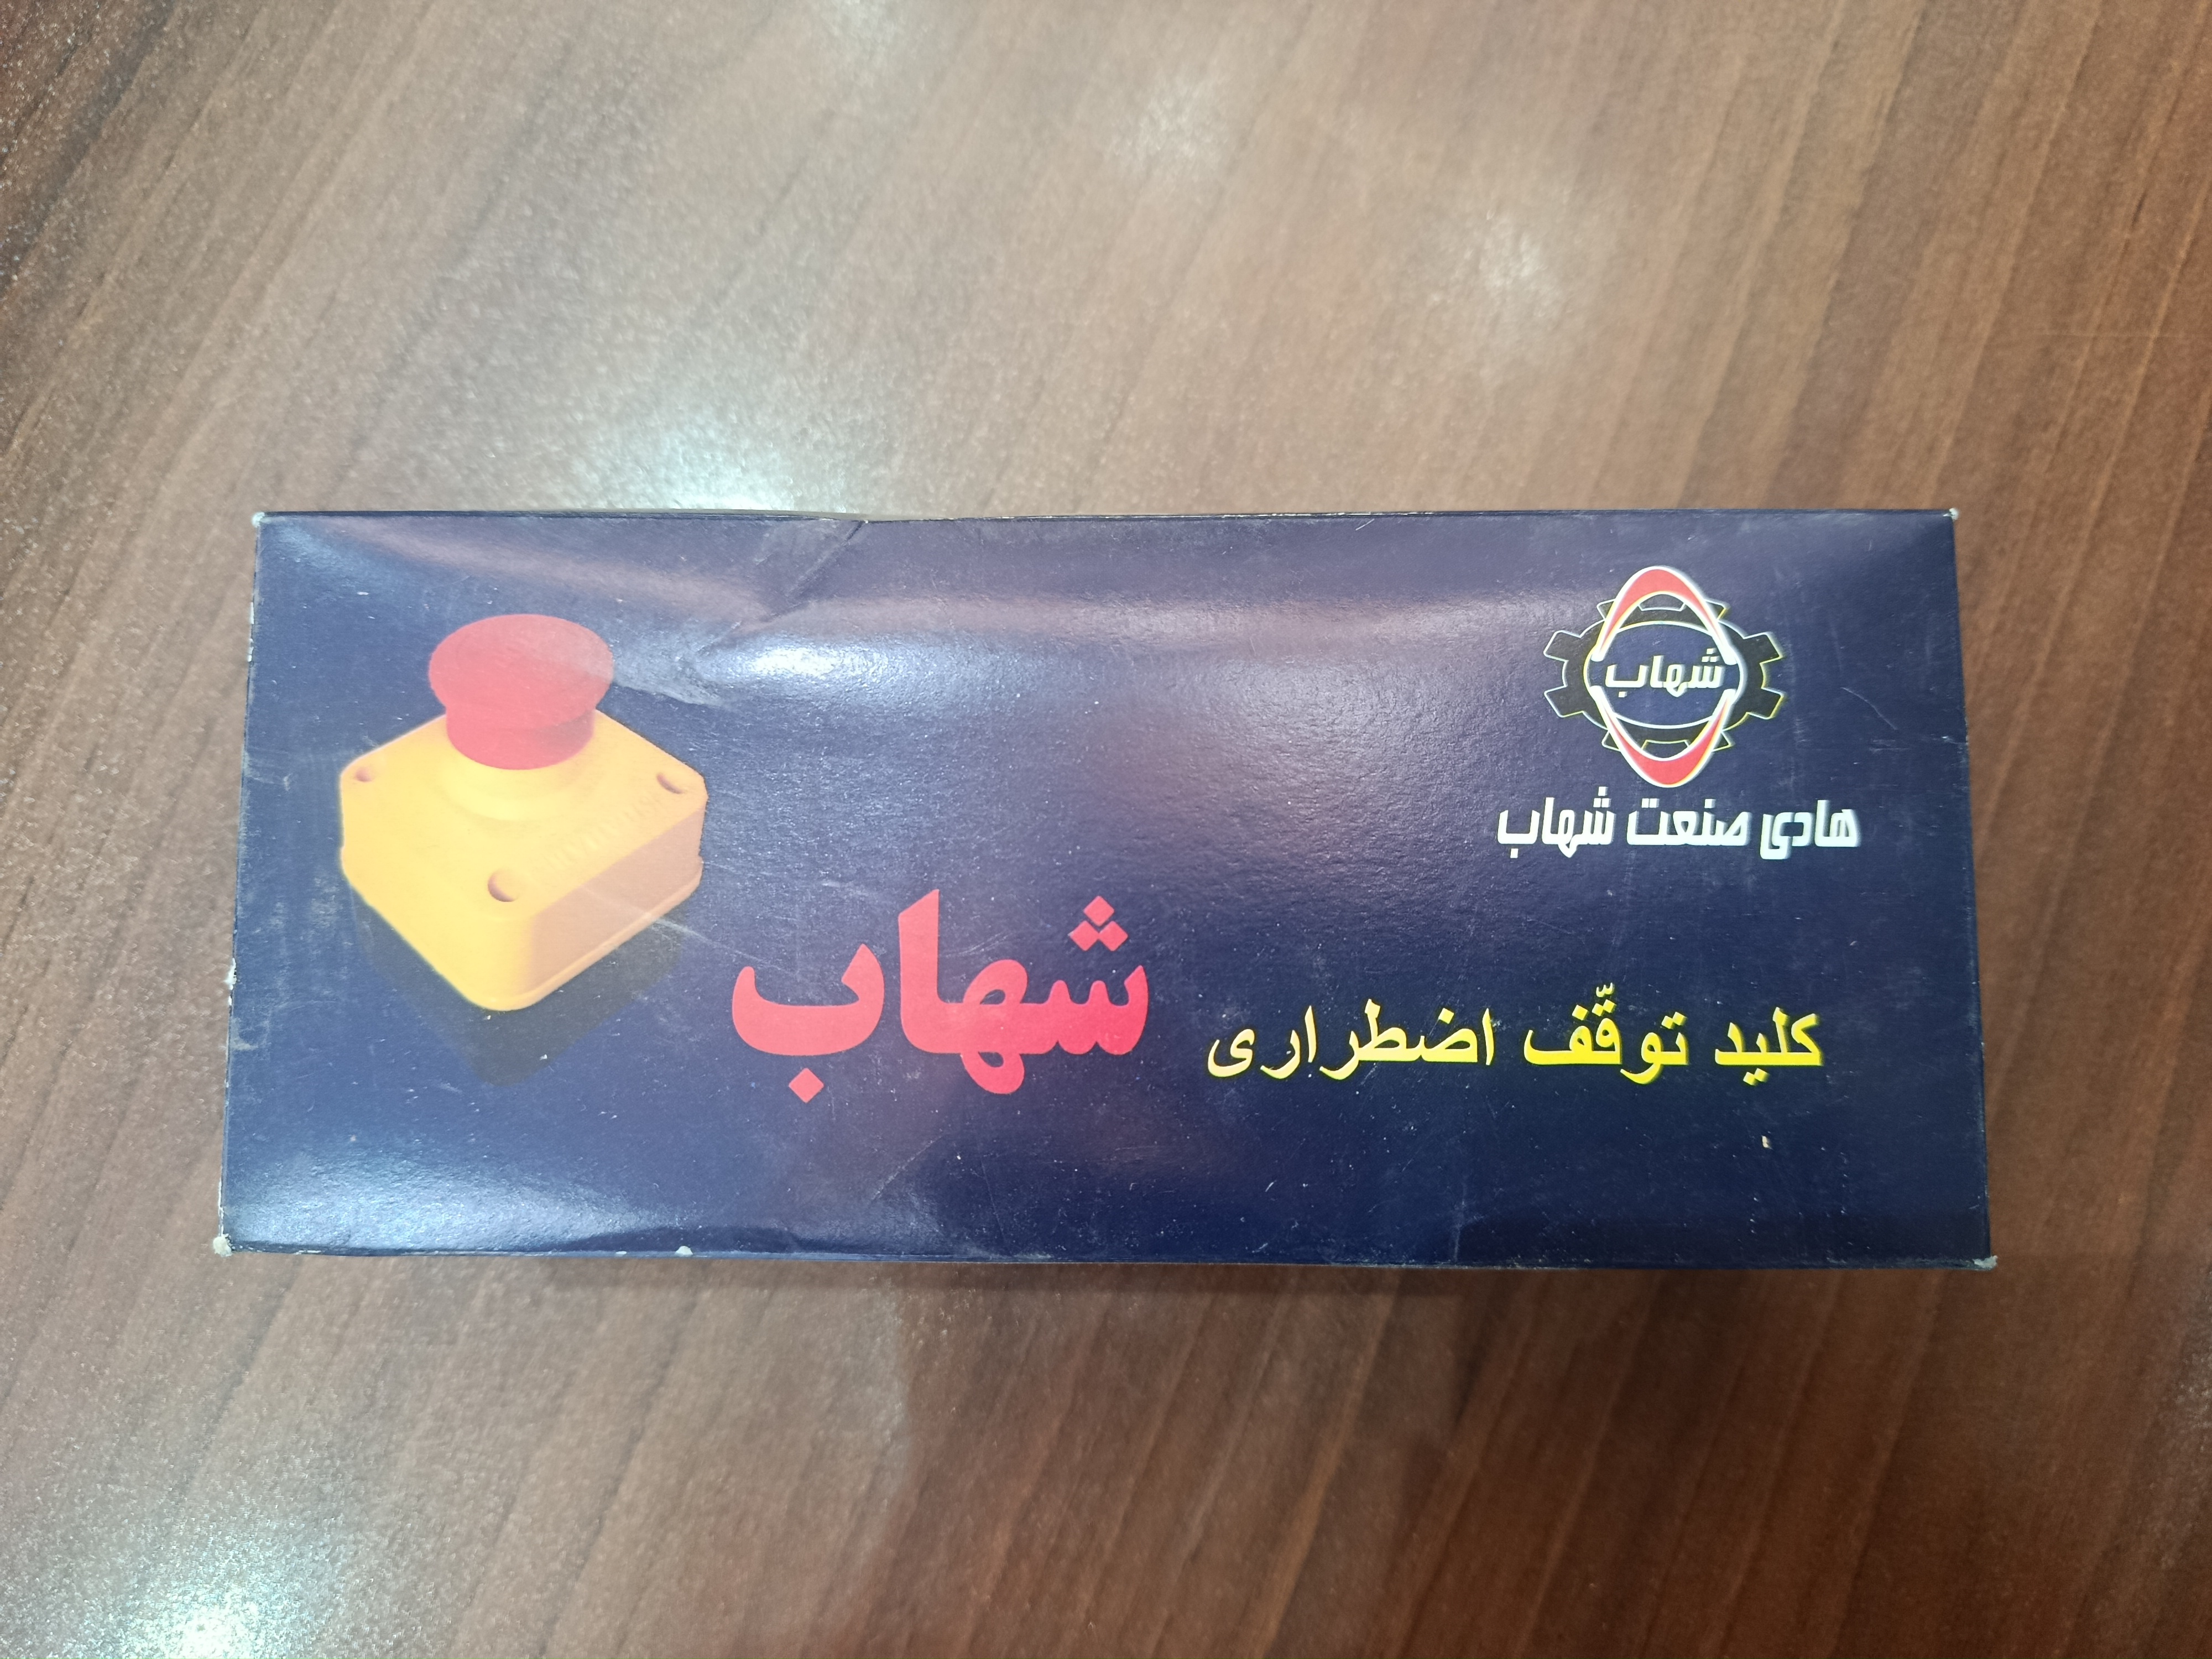 شهاب
هادی صنعت شهاب
کلید توقّف اضطراری شهاب